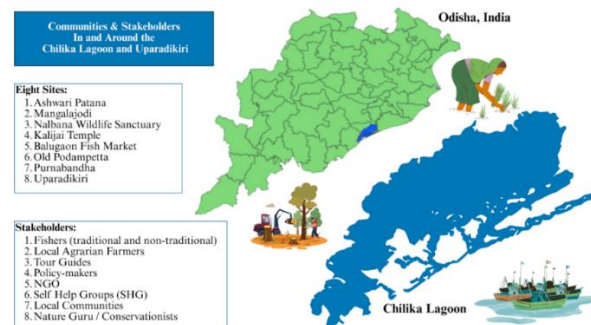 Communities & Stakeholders
In and Around the
Chilika Lagoon and Uparadikiri
Odisha, India
Eight Sites:
1. Ashwari Patana
2. Mangalajodi
3. Nalbana Wildlife Sanctuary
4. Kalijai Temple
5. Balugaon Fish Market
6. Old Podampetta
7. Purnabandha
8. Uparadikiri
Stakeholders:
1. Fishers (traditional and non-traditional)
2. Local Agrarian Farmers
3. Tour Guides
4. Policy-makers
5. NGO
6. Self Help Groups (SHG)
7. Local Communities
8. Nature Guru / Conservationists
Chilika Lagoon